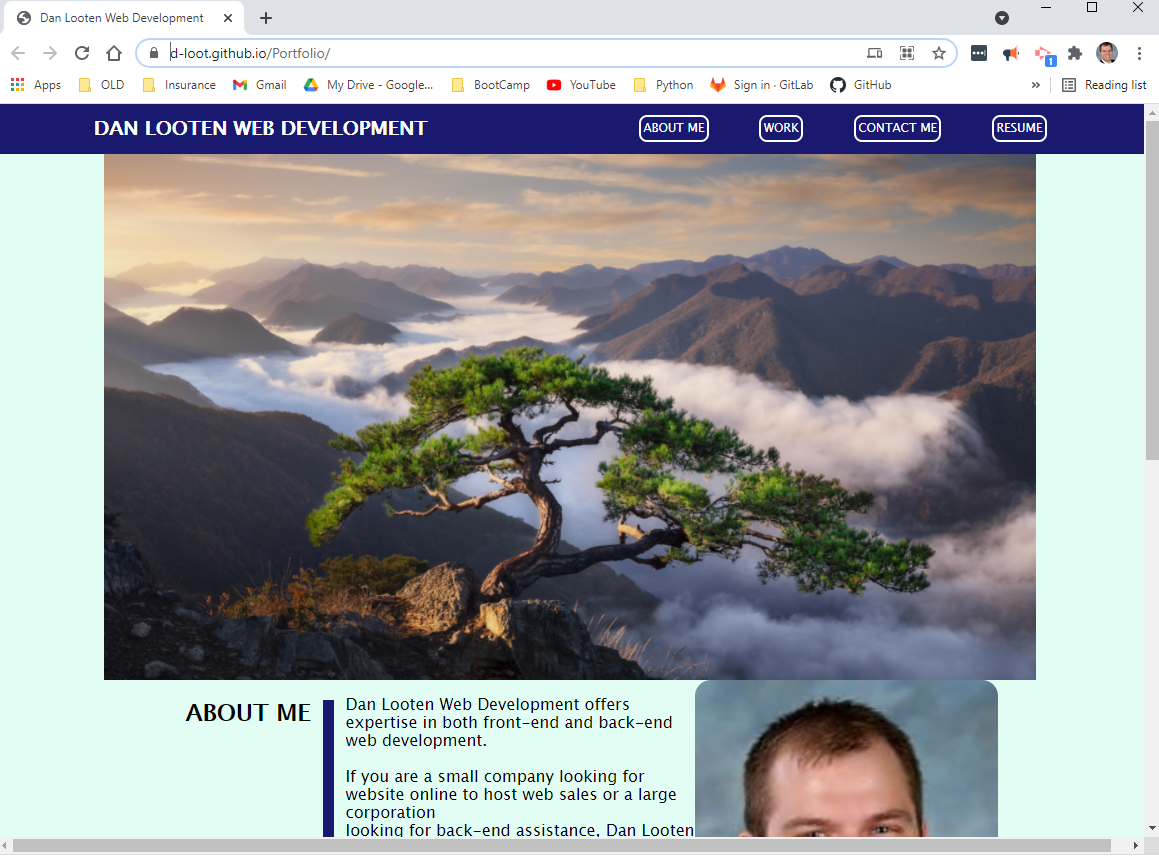 Dan Looten Web Development
d-loot.github.io/Portfolio/
1
Apps OLD Insurance Gmail My Drive - Google... BootCamp YouTube Python Sign in · GitLab GitHub » Reading list
DAN LOOTEN WEB DEVELOPMENT ABOUT ME WORK CONTACT ME RESUME
ABOUT ME
Dan Looten Web Development offers
expertise in both front-end and back-end
web development.
If you are a small company looking for
website online to host web sales or a large
corporation
looking for back-end assistance, Dan Looten